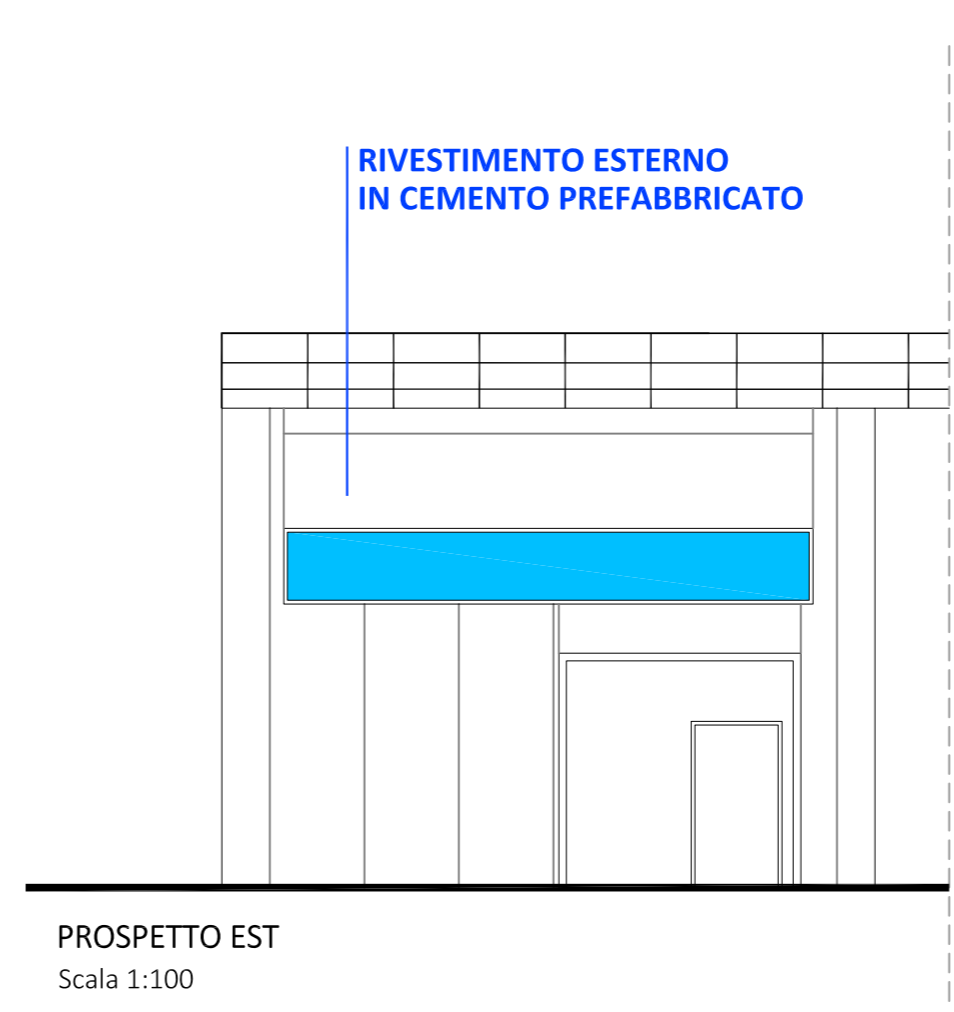 RIVESTIMENTO ESTERNO
IN CEMENTO PREFABBRICATO
PROSPETTO EST
Scala 1:100